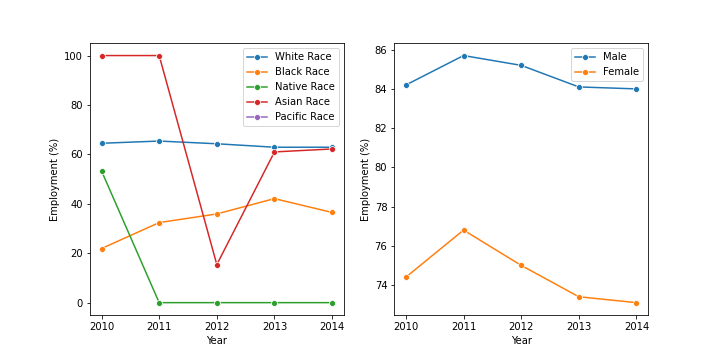 100
80
60
40
20
0
Employment (%)
2010 2011 2012 2013 2014
Year
White Race
Black Race
Native Race
Asian Race
Pacific Race
86
84
82
80
78
76
74
Employment (%)
2010 2011 2012 2013 2014
Year
Male
Female